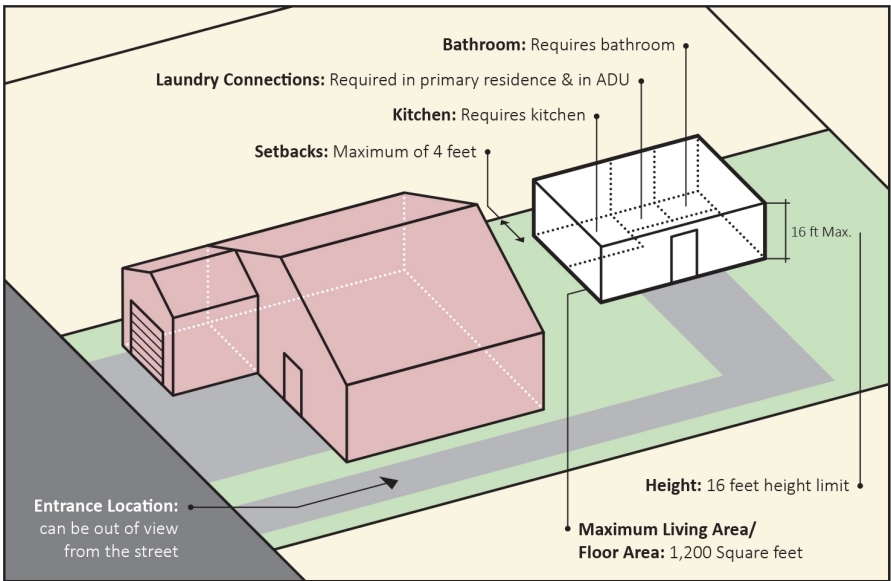 Bathroom: Requires bathroom
Laundry Connections: Required in primary residence & in ADU
Kitchen: Requires kitchen
Setbacks: Maximum of 4 feet
16 ft Max.
Height: 16 feet height limit
Entrance Location:
can be out of view
from the street
Maximum Living Area/
Floor Area: 1,200 Square feet